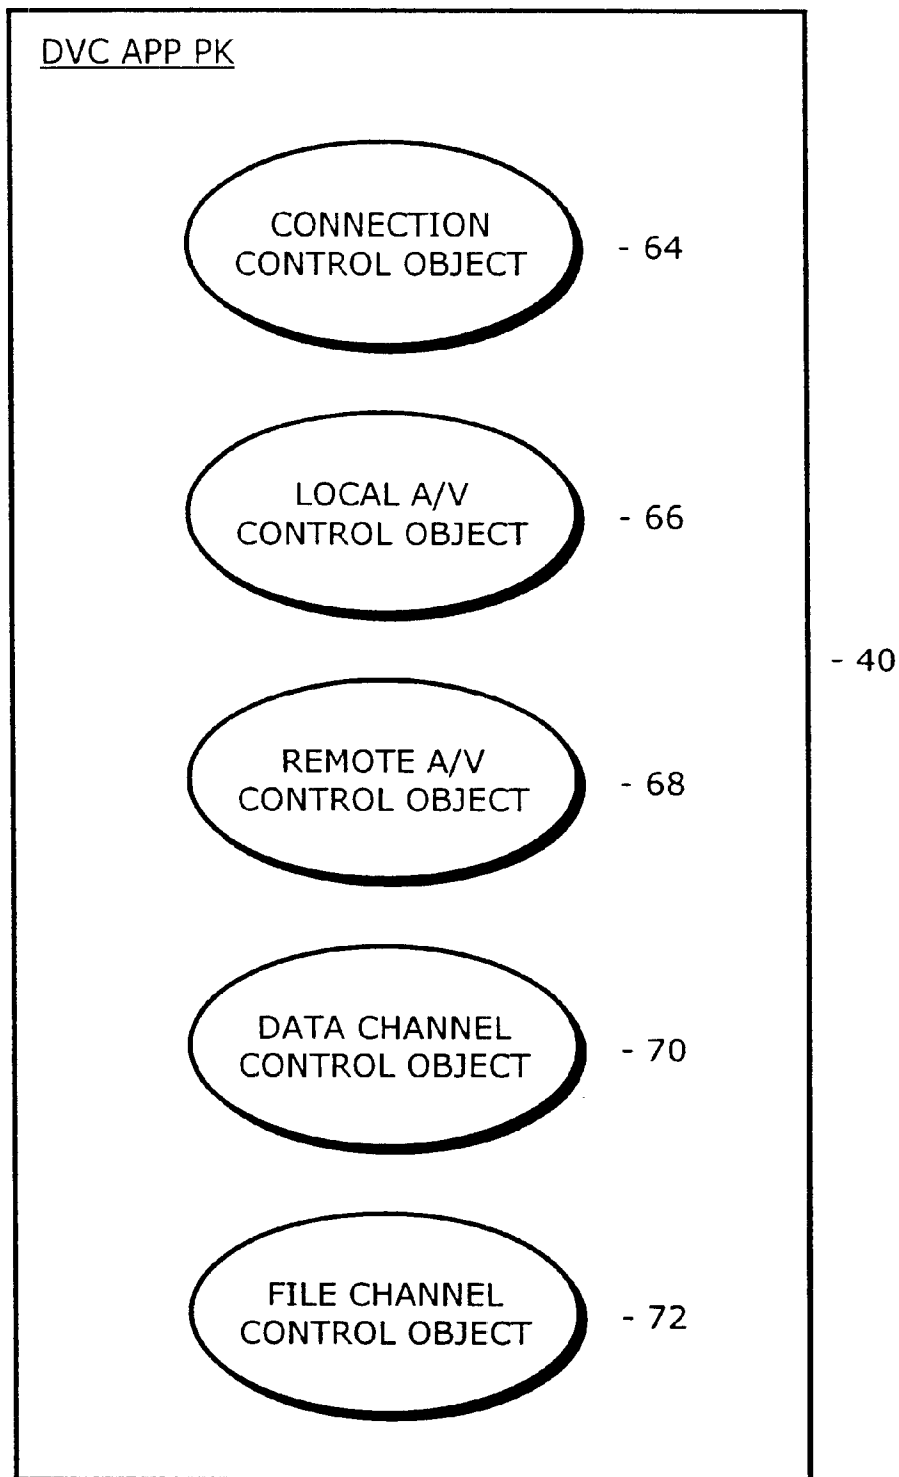 DVC APP PK
CONNECTION
CONTROL OBJECT
- 64
LOCAL A/V
CONTROL OBJECT
- 66
- 40
REMOTE A/V
CONTROL OBJECT
- 68
DATA CHANNEL
CONTROL OBJECT
- 70
FILE CHANNEL
CONTROL OBJECT
- 72